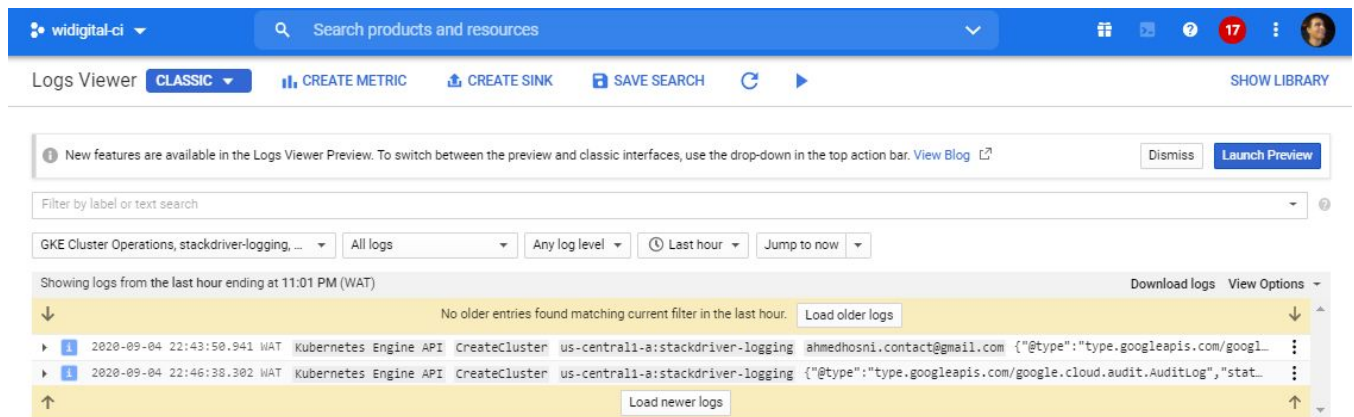 widigital-ci Search products and resources 17
Logs Viewer CLASSIC CREATE METRIC CREATE SINK SAVE SEARCH SHOW LIBRARY
New features are available in the Logs Viewer Preview. To switch between the preview and classic interfaces, use the drop-down in the top action bar. View Blog Dismiss Launch Preview
Filter by label or text search
GKE Cluster Operations, stackdriver-logging, ... All logs Any log level Last hour Jump to now
Showing logs from the last hour ending at 11:01 PM (WAT) Download logs View Options
No older entries found matching current filter in the last hour. Load older logs
i 2020-09-04 22:43:50.941 WAT Kubernetes Engine API CreateCluster us-central1-a:stackdriver-logging ahmedhosni.contact@gmail.com {"@type":"type.googleapis.com/googl…
i 2020-09-04 22:46:38.302 WAT Kubernetes Engine API CreateCluster us-central1-a:stackdriver-logging {"@type":"type.googleapis.com/google.cloud.audit.AuditLog","stat…
Load newer logs